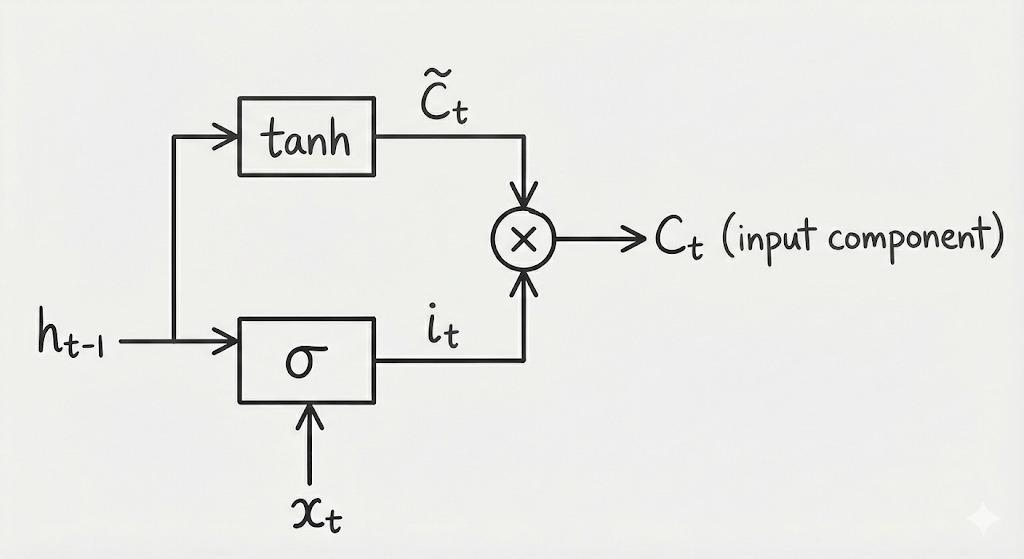 C̃ₜ
tanh
Cₜ (input component)
iₜ
hₜ₋₁
σ
xₜ